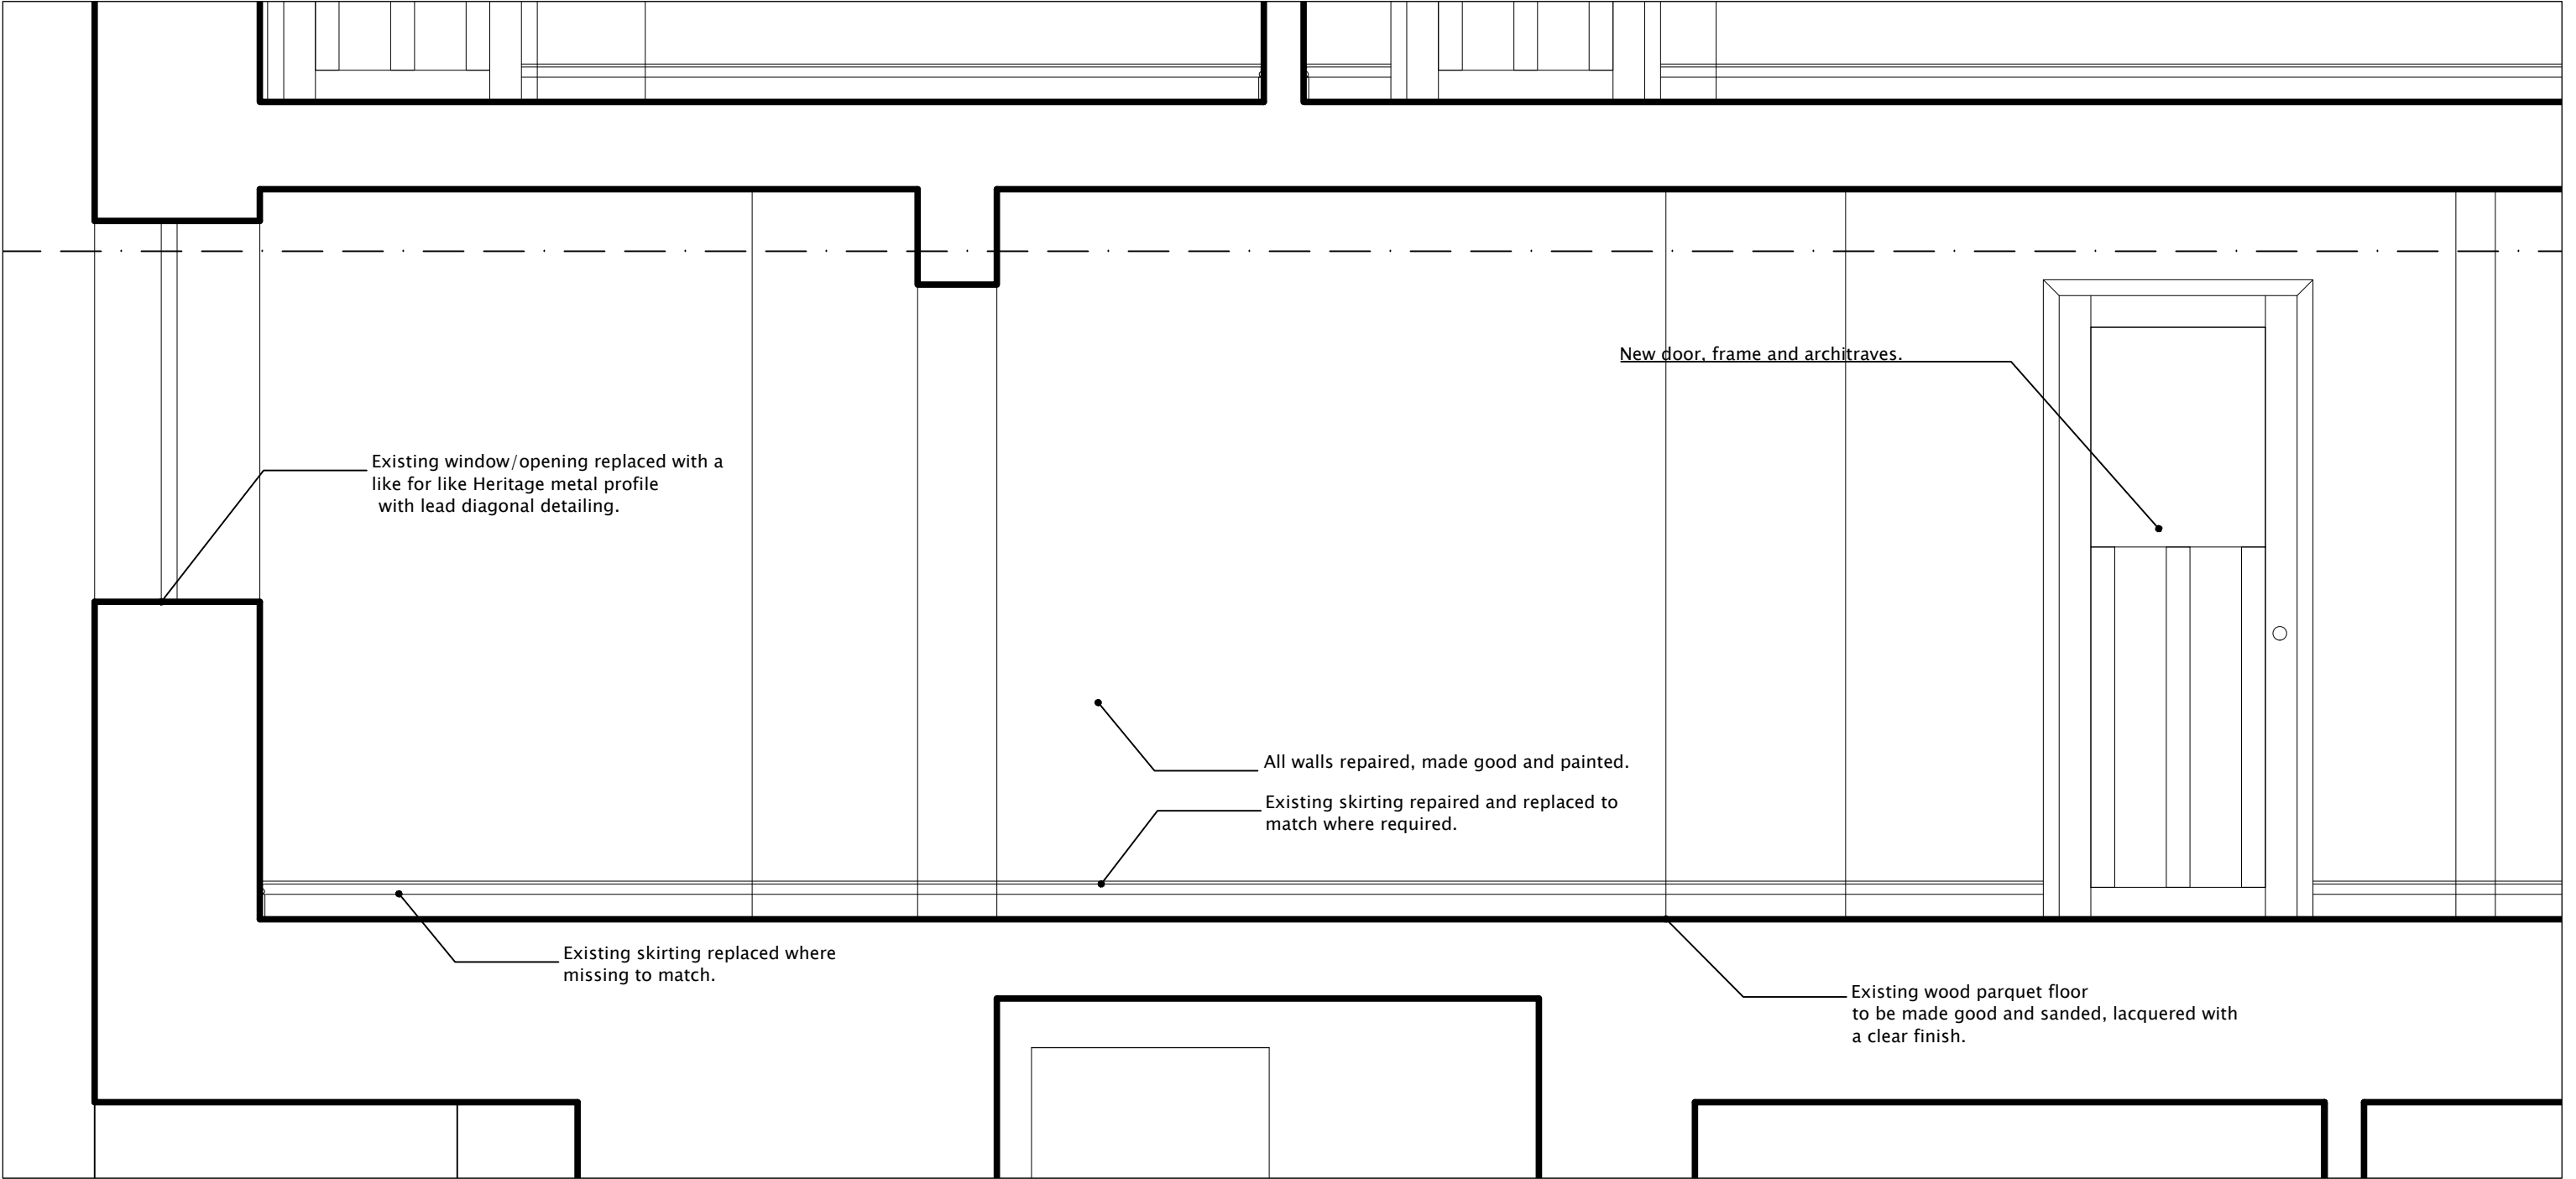 New door, frame and architraves.
Existing window/opening replaced with a
like for like Heritage metal profile
with lead diagonal detailing.
All walls repaired, made good and painted.
Existing skirting repaired and replaced to
match where required.
Existing skirting replaced where
missing to match.
Existing wood parquet floor
to be made good and sanded, lacquered with
a clear finish.